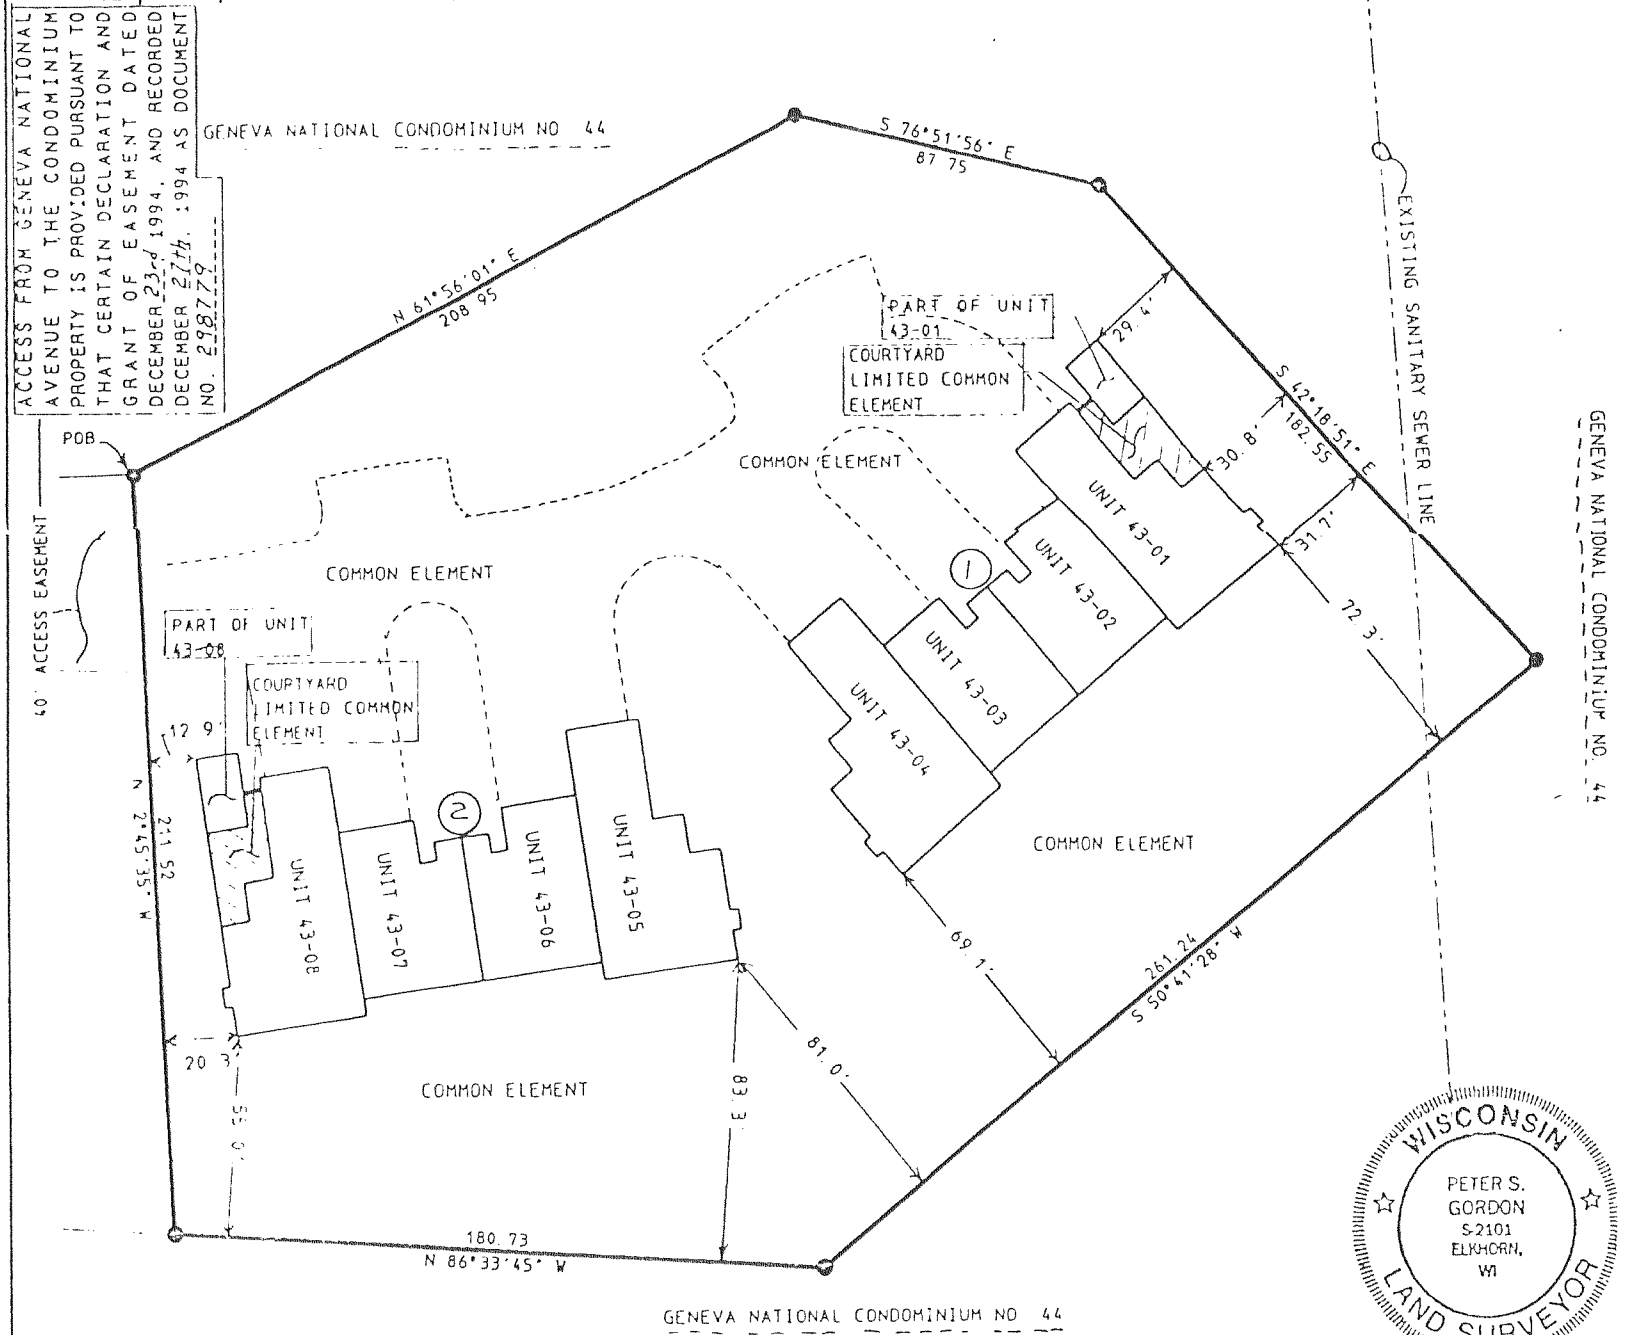 ACCESS FROM GENEVA NATIONAL
AVENUE TO THE CONDOMINIUM
PROPERTY IS PROVIDED PURSUANT TO
THAT CERTAIN DECLARATION AND
GRANT OF EASEMENT DATED
DECEMBER 23rd 1994, AND RECORDED
DECEMBER 27th, 1994 AS DOCUMENT
NO. 298779
GENEVA NATIONAL CONDOMINIUM NO 44
S 76°51'56" E
87 75
N 61°56'01" E
208 95
EXISTING SANITARY SEWER LINE
PART OF UNIT
43-01
29.4'
COURTYARD
LIMITED COMMON
ELEMENT
S 42°18'51" E
182.55
30.8'
31.7'
GENEVA NATIONAL CONDOMINIUM NO. 44
POB
COMMON ELEMENT
UNIT 43-01
1
UNIT 43-02
UNIT 43-03
UNIT 43-04
72.3'
40' ACCESS EASEMENT
COMMON ELEMENT
PART OF UNIT
43-08
COURTYARD
LIMITED COMMON
ELEMENT
12 9'
N 2°45'35" W
211 52
2
UNIT 43-08
UNIT 43-07
UNIT 43-06
UNIT 43-05
COMMON ELEMENT
69.1'
261.24
S 50°41'28" W
20 3'
55 0'
COMMON ELEMENT
83.3'
81.0'
180.73
N 86°33'45" W
GENEVA NATIONAL CONDOMINIUM NO 44
WISCONSIN
PETER S.
GORDON
S-2101
ELKHORN,
WI
LAND SURVEYOR